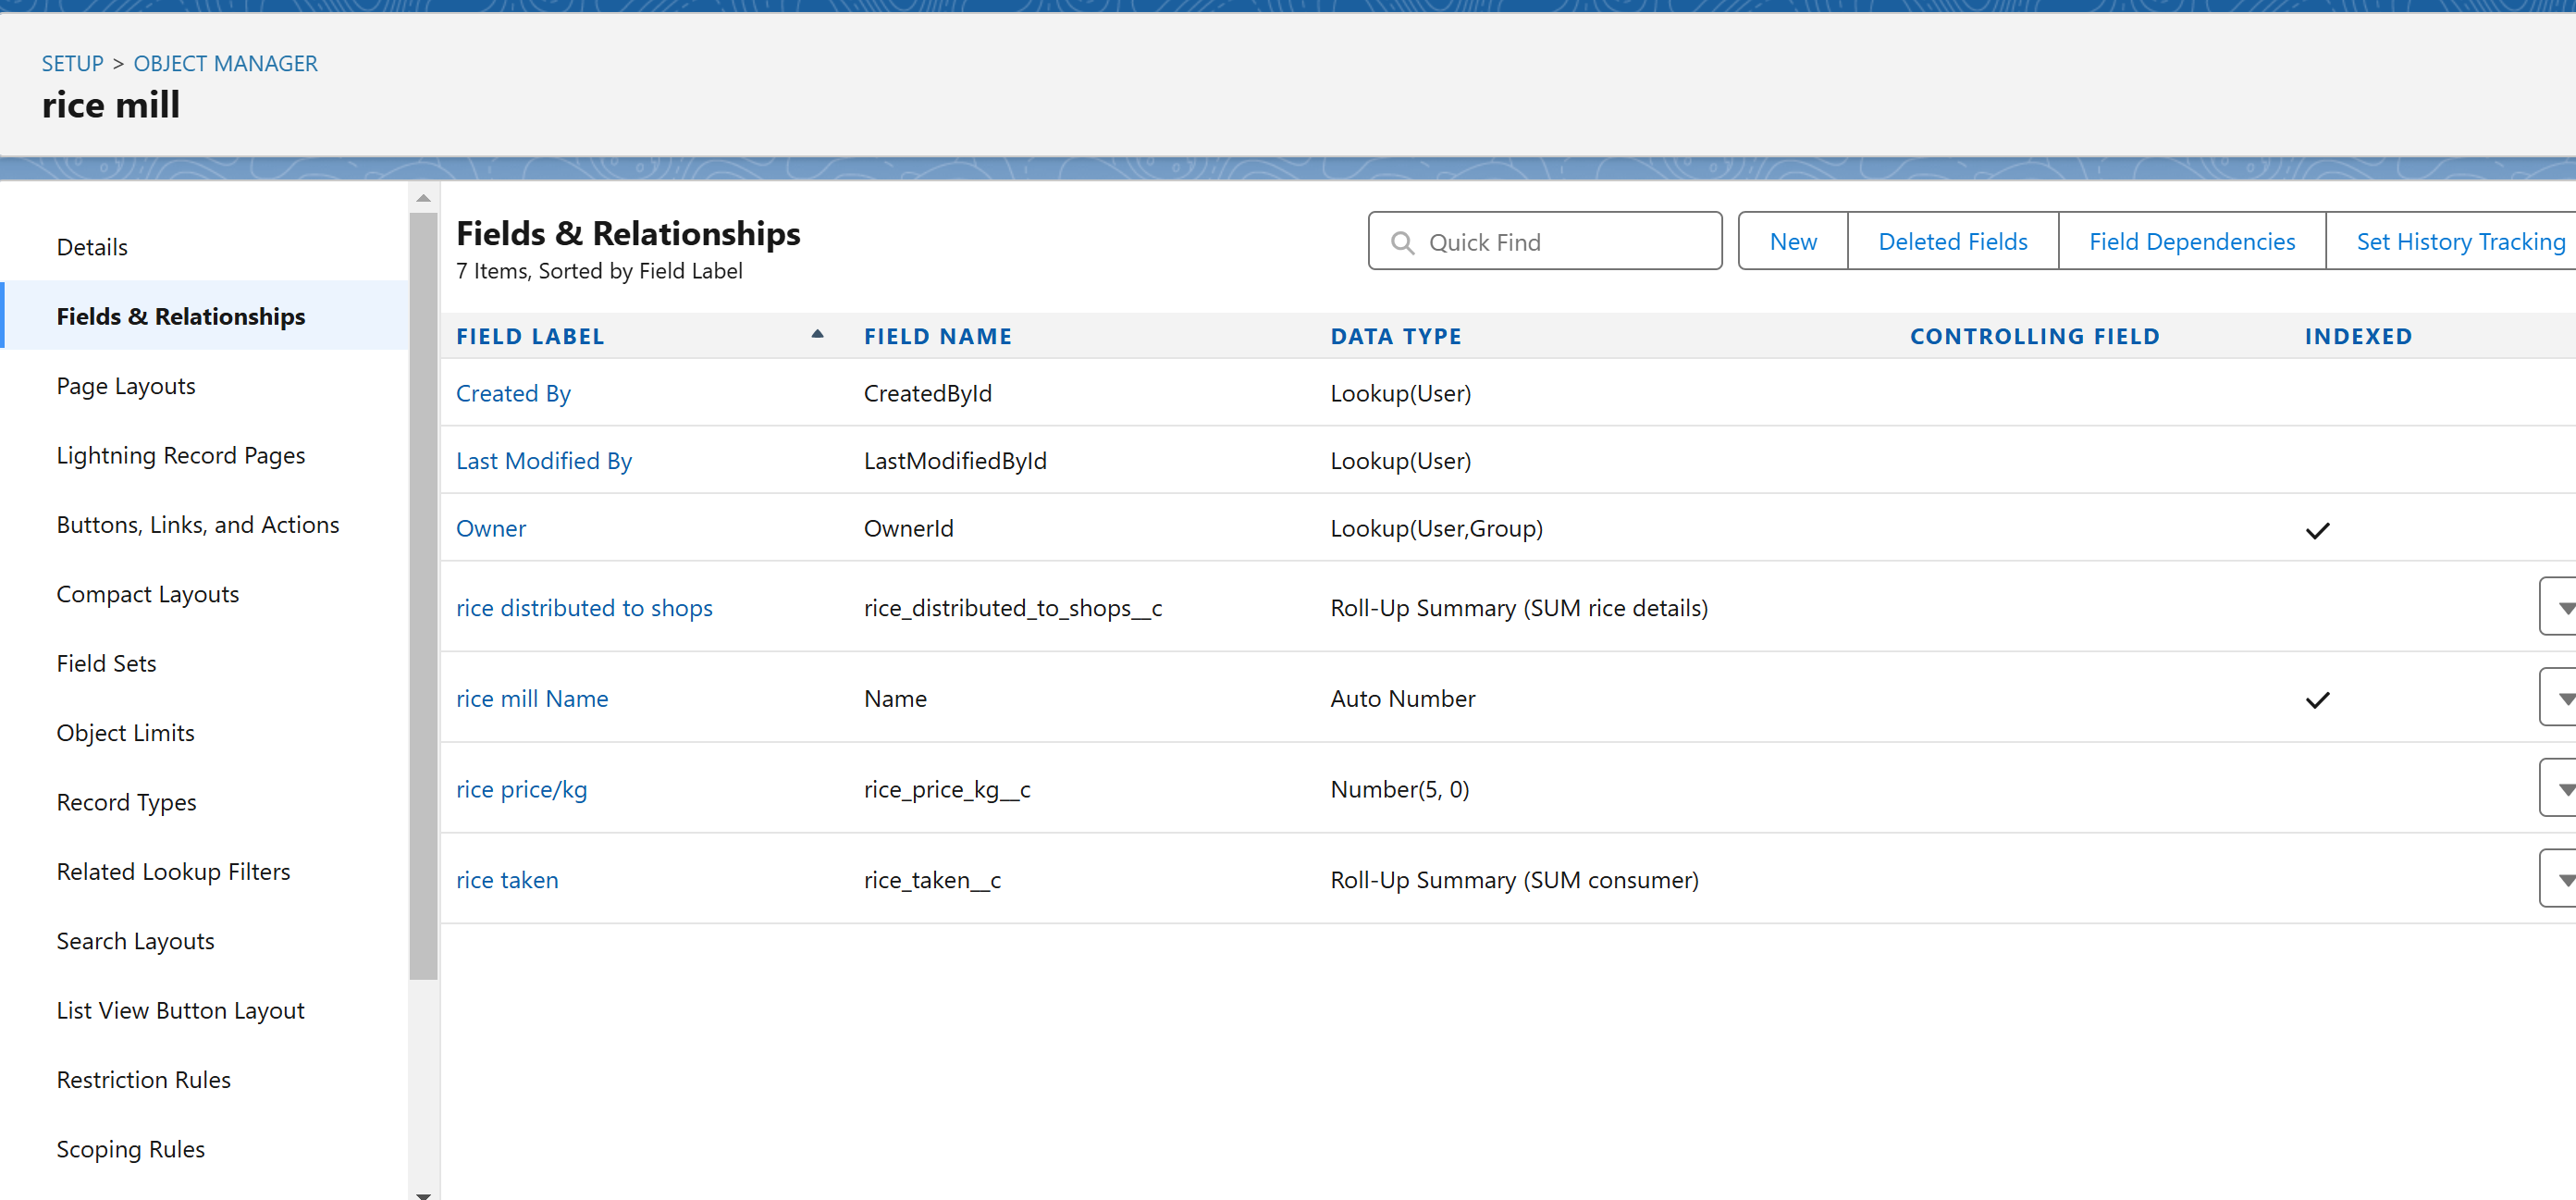 SETUP > OBJECT MANAGER
rice mill
Details
Fields & Relationships
Page Layouts
Lightning Record Pages
Buttons, Links, and Actions
Compact Layouts
Field Sets
Object Limits
Record Types
Related Lookup Filters
Search Layouts
List View Button Layout
Restriction Rules
Scoping Rules
Fields & Relationships
7 Items, Sorted by Field Label
Quick Find
New Deleted Fields Field Dependencies Set History Tracking
FIELD LABEL FIELD NAME DATA TYPE CONTROLLING FIELD INDEXED
Created By CreatedById Lookup(User)
Last Modified By LastModifiedById Lookup(User)
Owner OwnerId Lookup(User,Group)
rice distributed to shops rice_distributed_to_shops__c Roll-Up Summary (SUM rice details)
rice mill Name Name Auto Number
rice price/kg rice_price_kg__c Number(5, 0)
rice taken rice_taken__c Roll-Up Summary (SUM consumer)